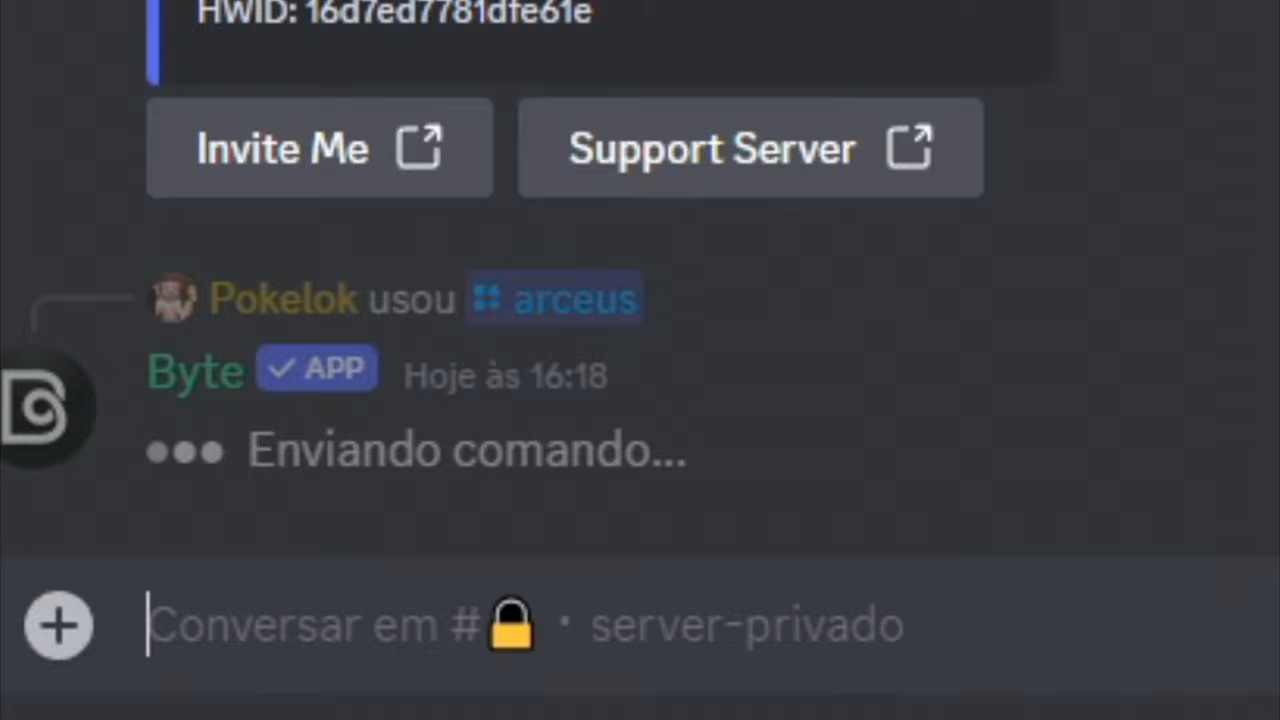 HWID: 16d7ed7781dfe61e
Invite Me
Support Server
Pokelok usou arceus
Byte APP Hoje às 16:18
Enviando comando...
Conversar em #🔒 · server-privado